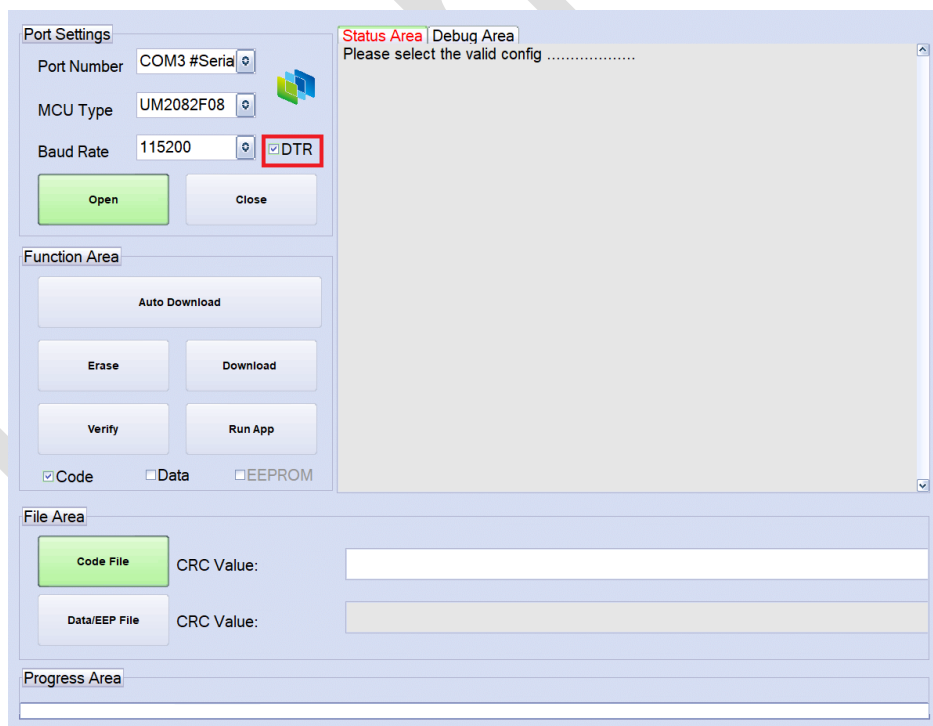 Port Settings
Port Number COM3 #Seria
MCU Type UM2082F08
Baud Rate 115200 DTR
Open Close
Function Area
Auto Download
Erase Download
Verify Run App
Code Data EEPROM
Status Area Debug Area
Please select the valid config ...................
File Area
Code File CRC Value:
Data/EEP File CRC Value:
Progress Area